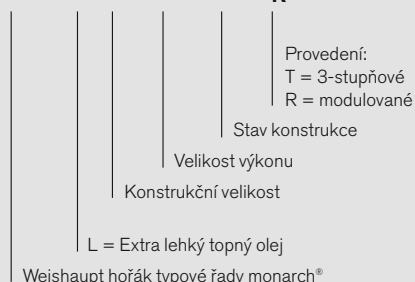 Provedení:
T = 3-stupňové
R = modulované
Stav konstrukce
Velikost výkonu
Konstrukční velikost
L = Extra lehký topný olej
Weishaupt hořák typové řady monarch®